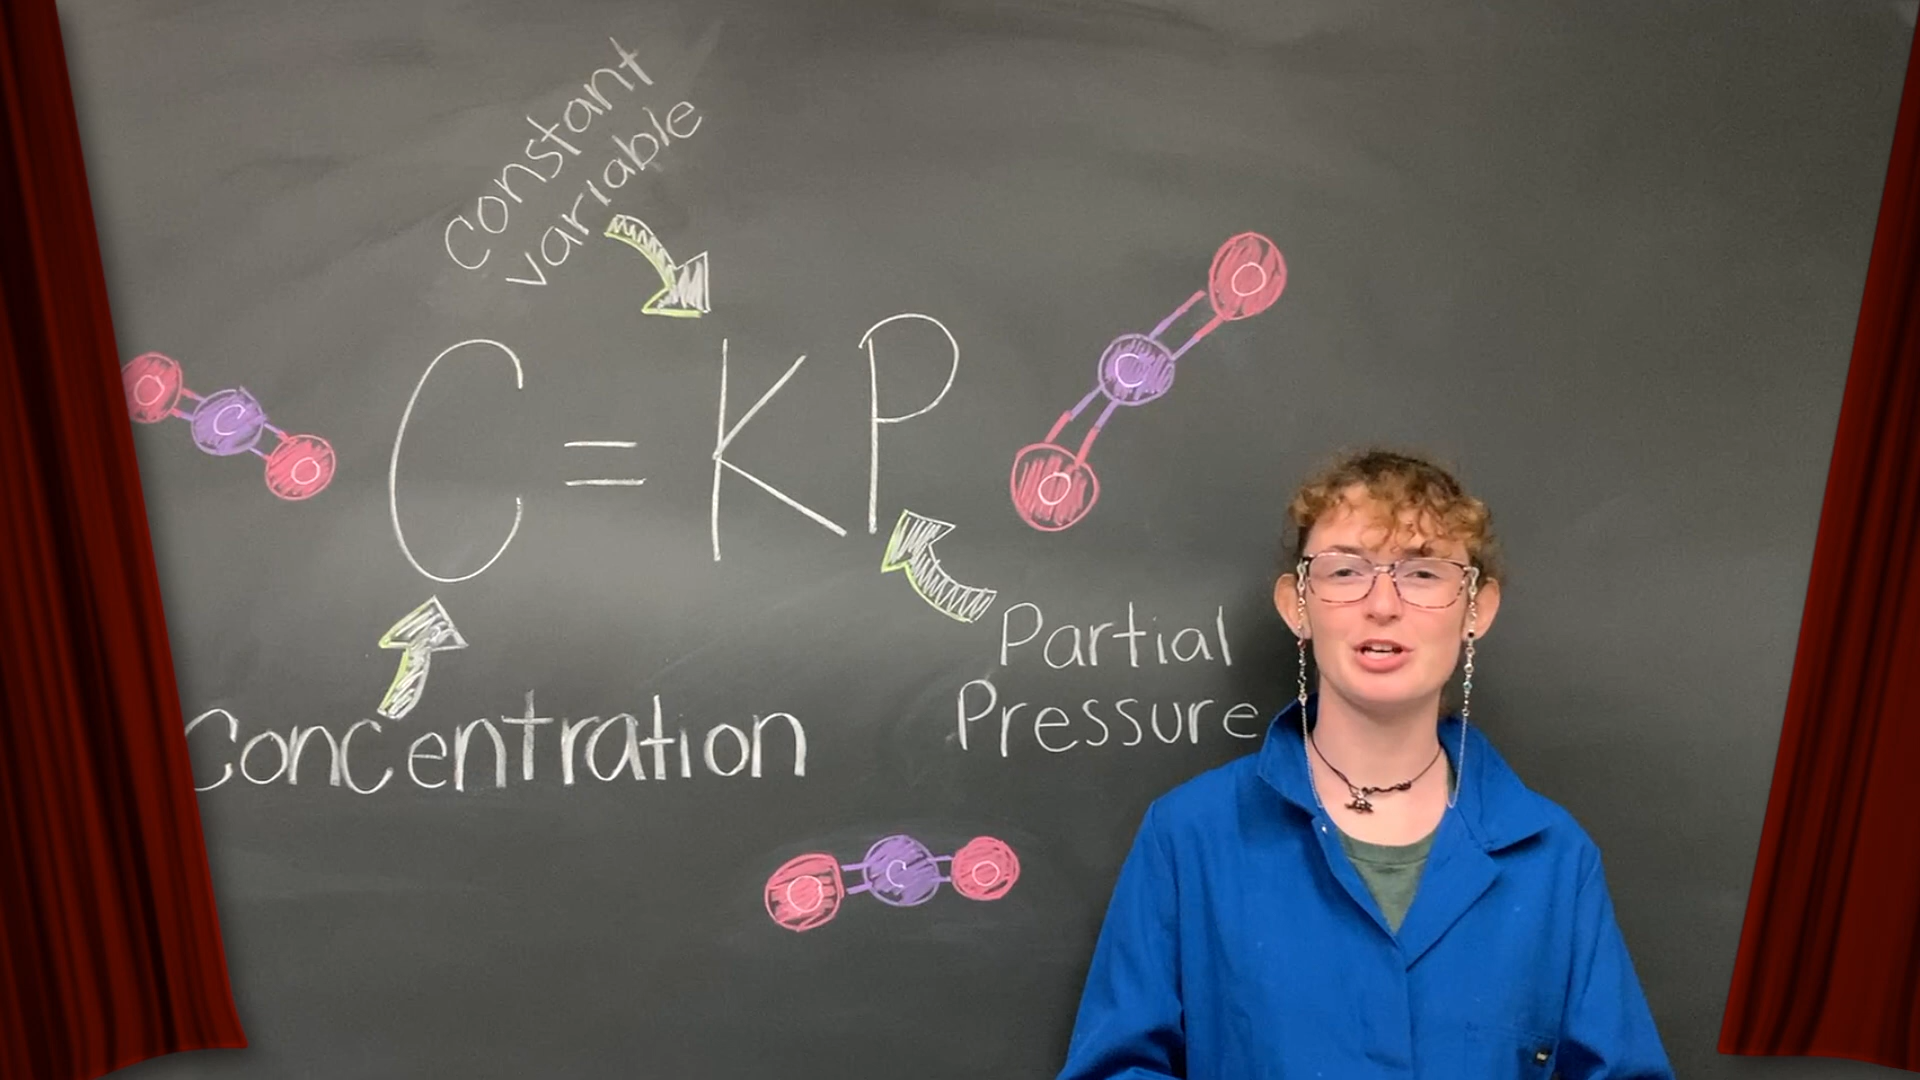 constant
variable
C = KP
Concentration
Partial
Pressure
O C O
O C O
O C O